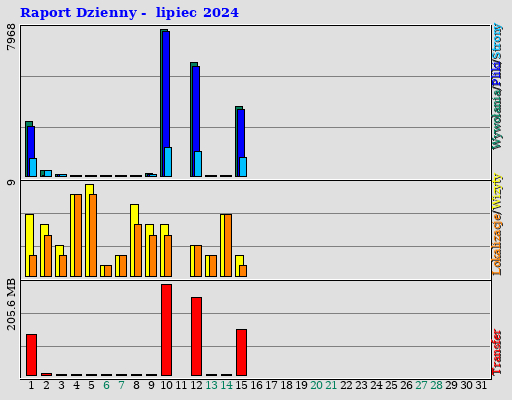 Raport Dzienny - lipiec 2024
7968
Wywołania/Pliki/Strony
9
Lokalizacje/Wizyty
205.6 MB
Transfer
1 2 3 4 5 6 7 8 9 10 11 12 13 14 15 16 17 18 19 20 21 22 23 24 25 26 27 28 29 30 31